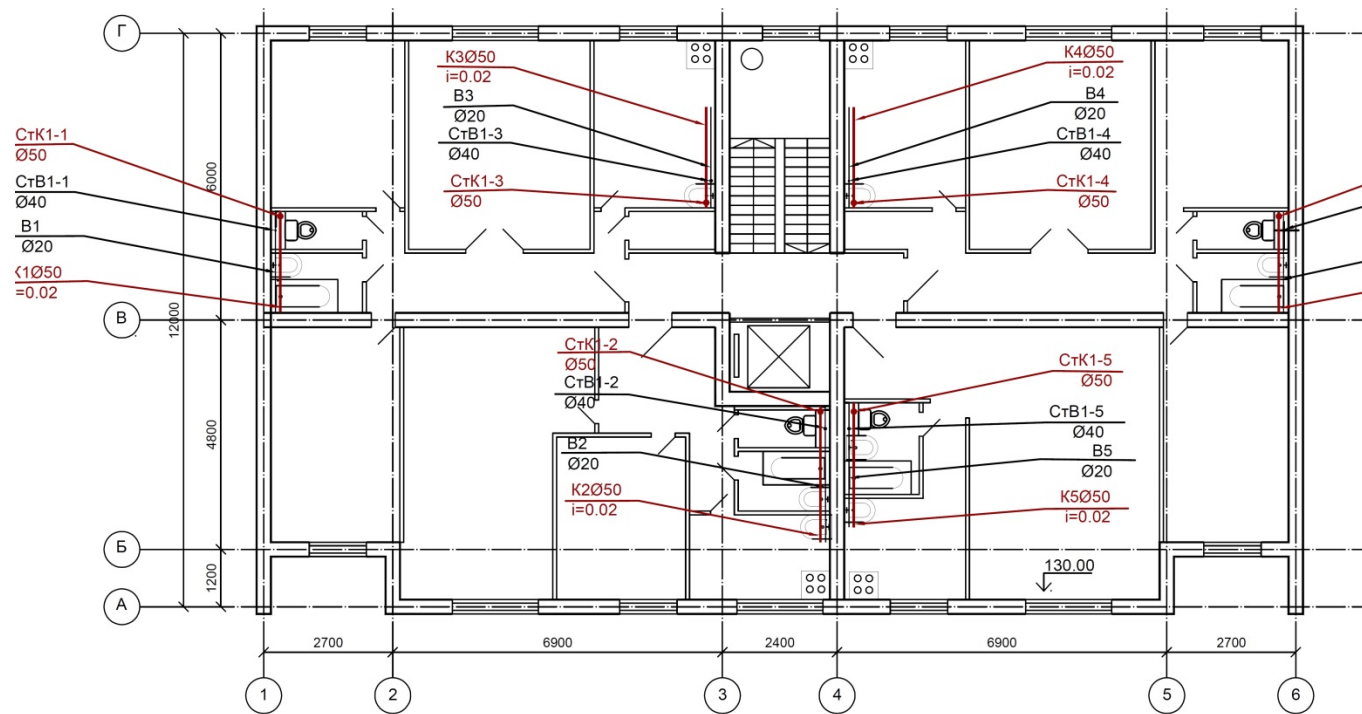 Г
К3Ø50
i=0.02
К4Ø50
i=0.02
В3
Ø20
В4
Ø20
СтК1-1
Ø50
СтВ1-3
Ø40
СтВ1-4
Ø40
СтВ1-1
Ø40
СтК1-3
Ø50
СтК1-4
Ø50
6000
В1
Ø20
К1Ø50
=0.02
В
12000
СтК1-2
Ø50
СтК1-5
Ø50
СтВ1-2
Ø40
СтВ1-5
Ø40
4800
В2
Ø20
В5
Ø20
К2Ø50
i=0.02
К5Ø50
i=0.02
Б
130.00
1200
А
2700
6900
2400
6900
2700
1
2
3
4
5
6